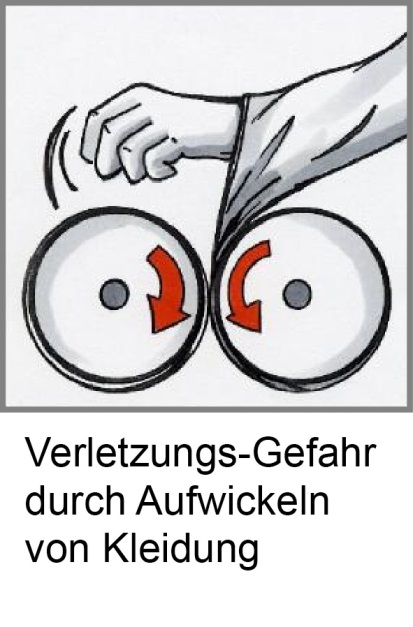 Verletzungs-Gefahr
durch Aufwickeln
von Kleidung